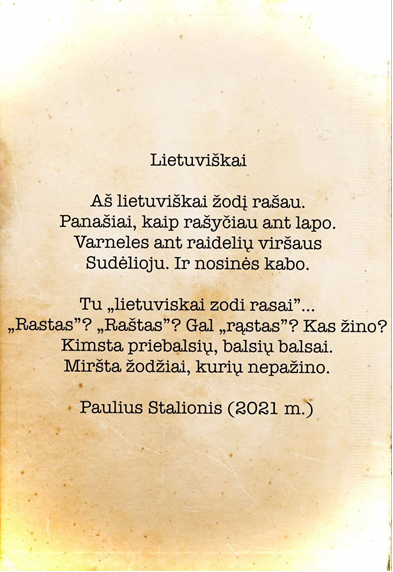 Lietuviškai
Aš lietuviškai žodį rašau.
Panašiai, kaip rašyčiau ant lapo.
Varneles ant raidelių viršaus
Sudėlioju. Ir nosinės kabo.
Tu „lietuviskai zodi rasai”...
„Rastas”? „Raštas”? Gal „rąstas”? Kas žino?
Kimsta priebalsių, balsių balsai.
Miršta žodžiai, kurių nepažino.
Paulius Stalionis (2021 m.)